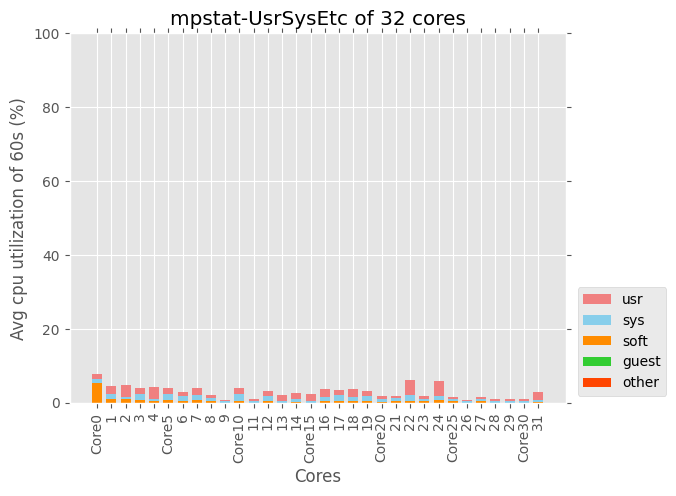 mpstat-UsrSysEtc of 32 cores
100
80
60
40
20
0
Avg cpu utilization of 60s (%)
Core0
1
2
3
4
Core5
6
7
8
9
Core10
11
12
13
14
Core15
16
17
18
19
Core20
21
22
23
24
Core25
26
27
28
29
Core30
31
Cores
usr
sys
soft
guest
other